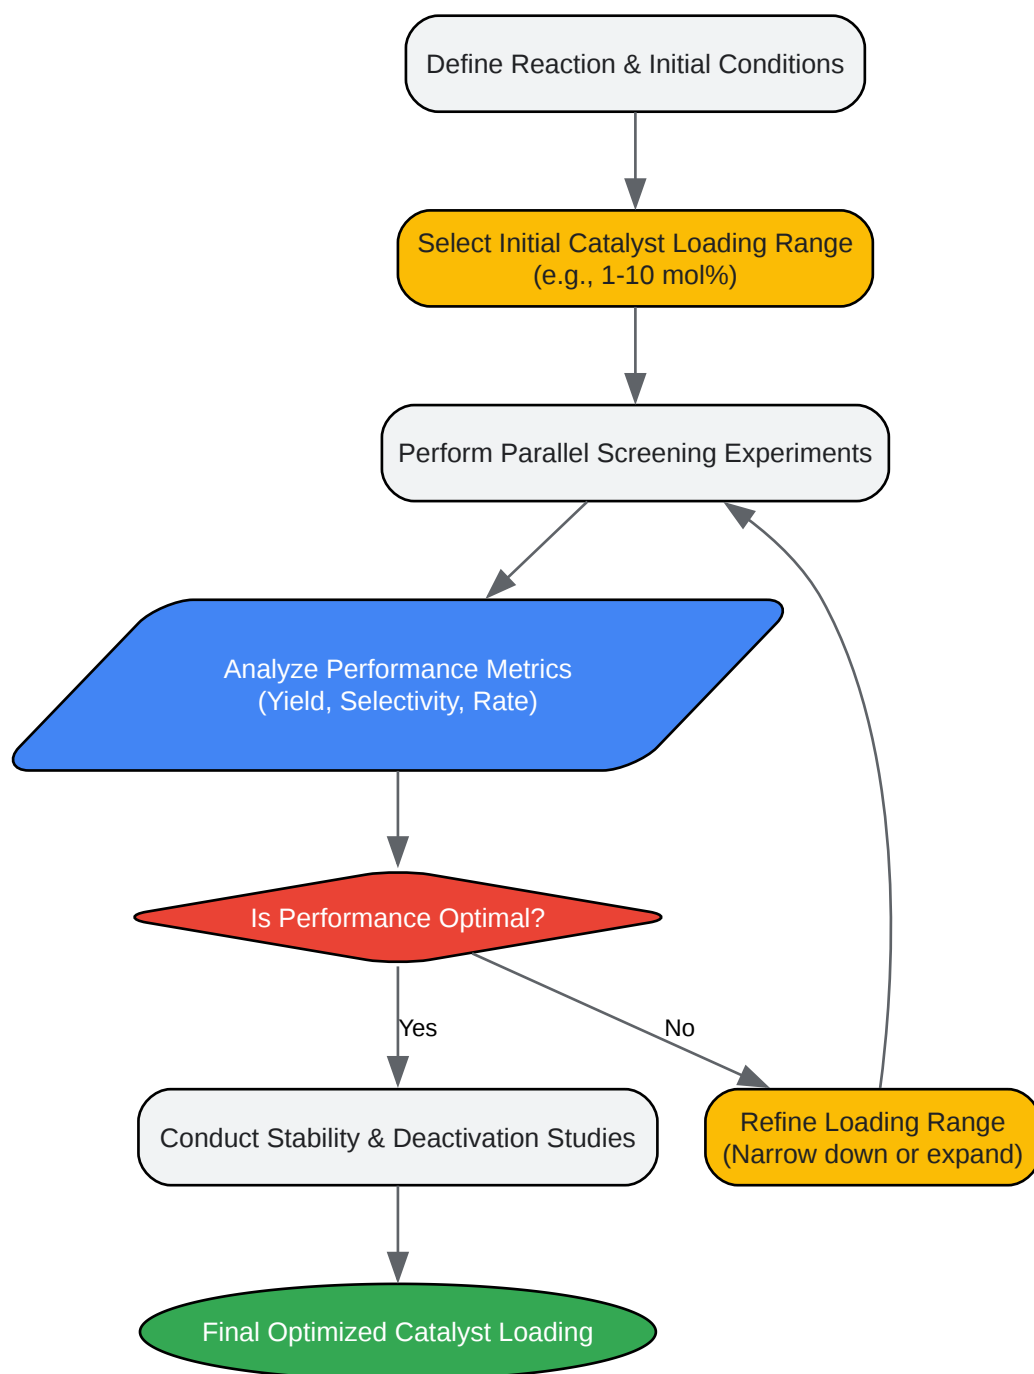 Define Reaction & Initial Conditions
Select Initial Catalyst Loading Range
(e.g., 1-10 mol%)
Perform Parallel Screening Experiments
Analyze Performance Metrics
(Yield, Selectivity, Rate)
Is Performance Optimal?
Yes
No
Conduct Stability & Deactivation Studies
Refine Loading Range
(Narrow down or expand)
Final Optimized Catalyst Loading